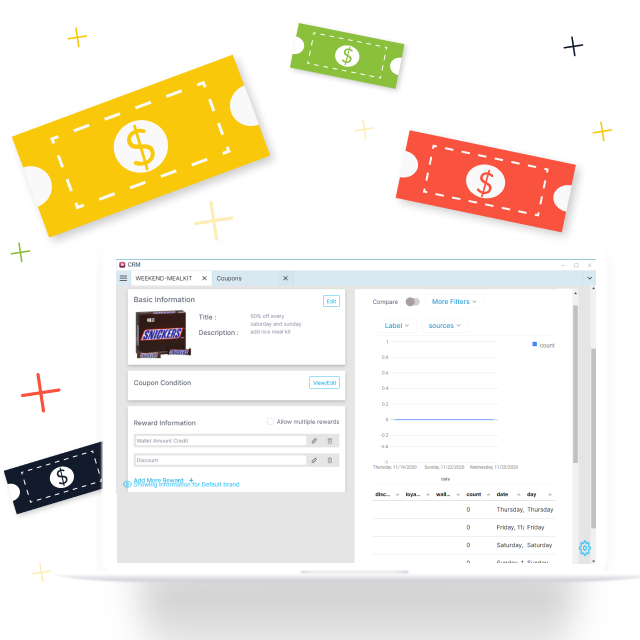 $
$
$
$
CRM
WEEKEND-MEALKIT
Coupons
Basic Information
Edit
SNICKERS
Title :
50% off every
saturday and sunday
Description :
add rice meal kit
Coupon Condition
View/Edit
Reward Information
Allow multiple rewards
Wallet Amount Credit
Discount
Add More Reward +
Showing Information for Default brand
Compare
More Filters
Label
sources
count
1
0.8
0.6
0.4
0.2
0
-0.2
-0.6
-1
Thursday, 11/19/2020 Sunday, 11/22/2020 Wednesday, 11/25/2020
date
disc... loya... wall... count date day
0 Thursday, Thursday
0 Friday, 11/ Friday
0 Saturday, Saturday
0 Sunday, 1 Sunday